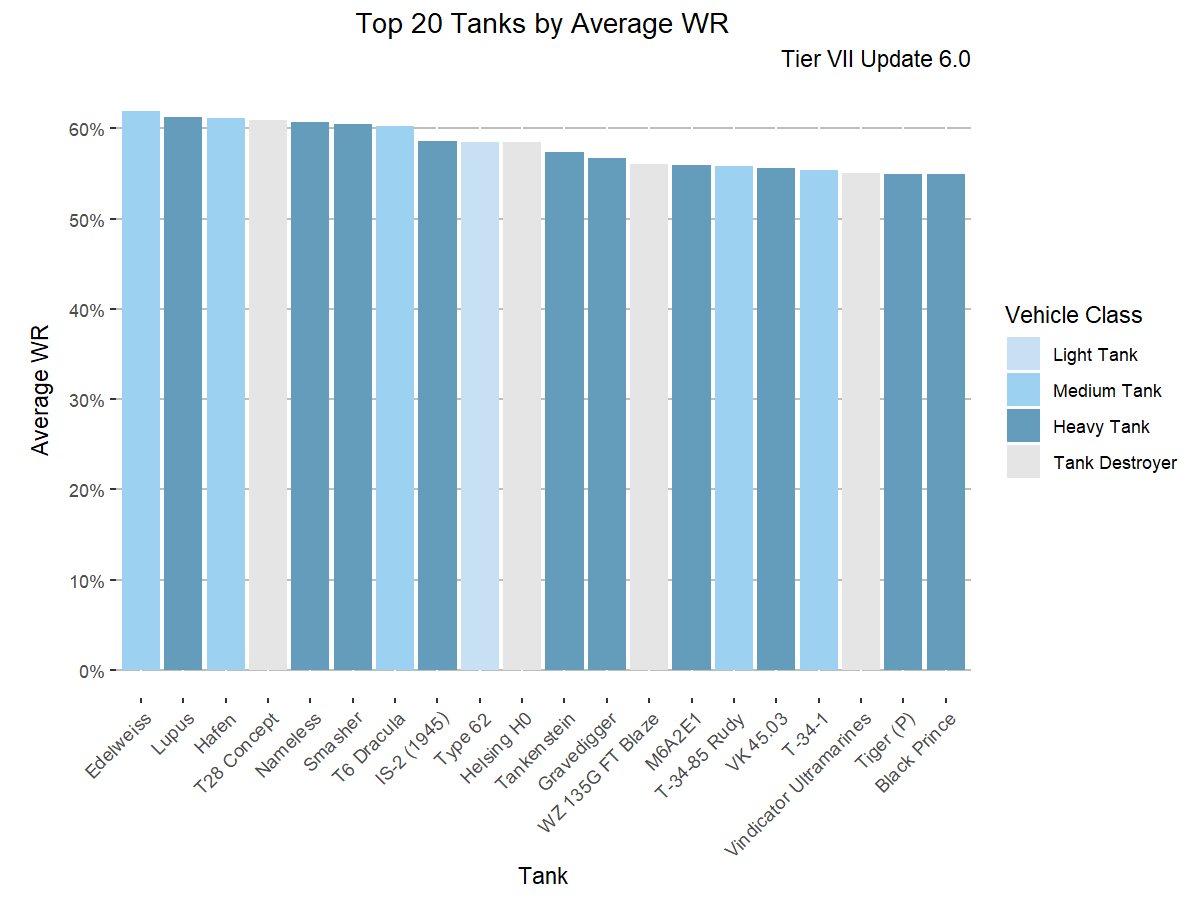 Top 20 Tanks by Average WR
Tier VII Update 6.0
Average WR
60%
50%
40%
30%
20%
10%
0%
Edelweiss
Lupus
Hafen
T28 Concept
Nameless
Smasher
T6 Dracula
IS-2 (1945)
Type 62
Helsing H0
Tankenstein
Gravedigger
WZ 135G FT Blaze
M6A2E1
T-34-85 Rudy
VK 45.03
T-34-1
Vindicator Ultramarines
Tiger (P)
Black Prince
Tank
Vehicle Class
Light Tank
Medium Tank
Heavy Tank
Tank Destroyer